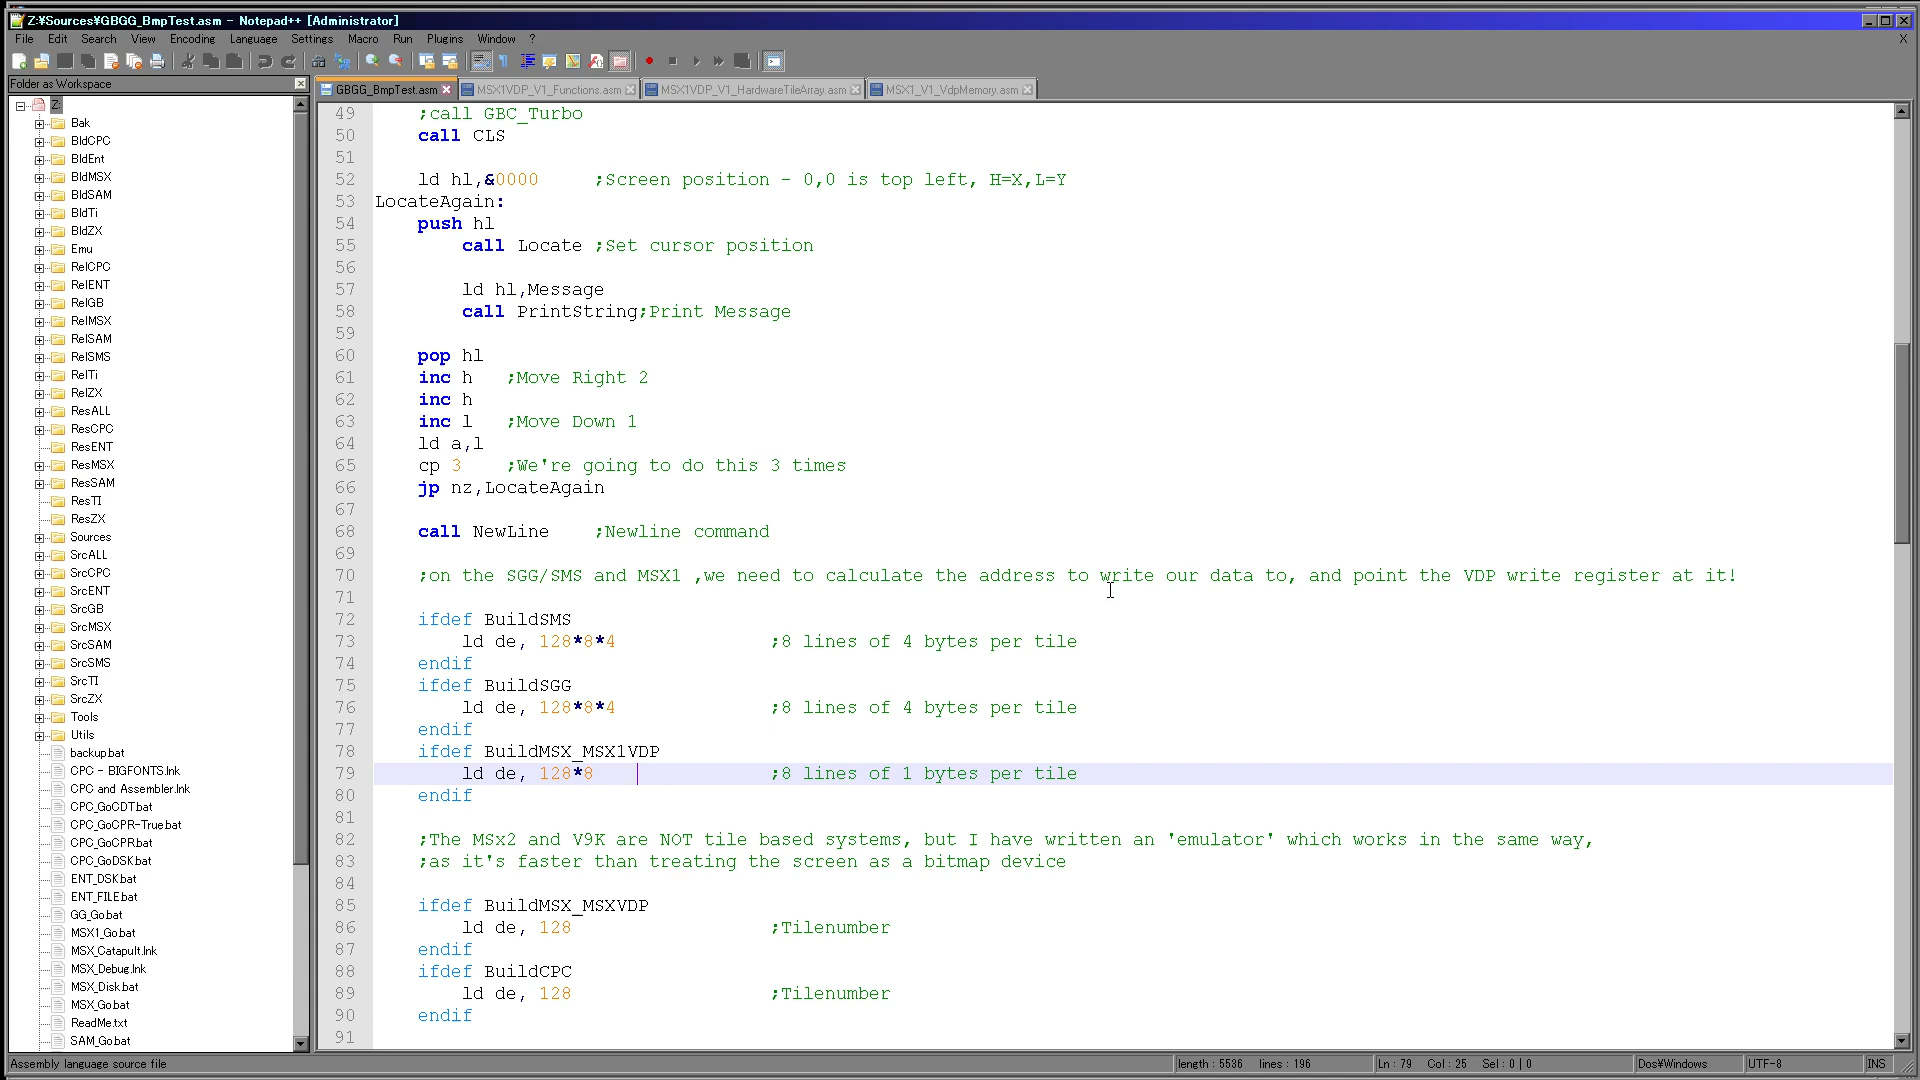 Z:¥Sources¥GBGG_BmpTest.asm - Notepad++ [Administrator]
File Edit Search View Encoding Language Settings Macro Run Plugins Window ? X
Folder as Workspace
GBGG_BmpTest.asm MSX1VDP_V1_Functions.asm MSX1VDP_V1_HardwareTileArray.asm MSX1_V1_VdpMemory.asm
Z:
Bak
BldCPC
BldEnt
BldMSX
BldSAM
BldTi
BldZX
Emu
RelCPC
RelENT
RelGB
RelMSX
RelSAM
RelSMS
RelTi
RelZX
ResALL
ResCPC
ResENT
ResMSX
ResSAM
ResTI
ResZX
Sources
SrcALL
SrcCPC
SrcENT
SrcGB
SrcMSX
SrcSAM
SrcSMS
SrcTI
SrcZX
Tools
Utils
backup.bat
CPC - BIGFONTS.lnk
CPC and Assembler.lnk
CPC_GoCDT.bat
CPC_GoCPR-True.bat
CPC_GoCPR.bat
CPC_GoDSK.bat
ENT_DSK.bat
ENT_FILE.bat
GG_Go.bat
MSX1_Go.bat
MSX_Catapult.lnk
MSX_Debug.lnk
MSX_Disk.bat
MSX_Go.bat
ReadMe.txt
SAM_Go.bat
49 ;call GBC_Turbo
50 call CLS
51
52 ld hl,&0000 ;Screen position - 0,0 is top left, H=X,L=Y
53 LocateAgain:
54 push hl
55 call Locate ;Set cursor position
56
57 ld hl,Message
58 call PrintString;Print Message
59
60 pop hl
61 inc h ;Move Right 2
62 inc h
63 inc l ;Move Down 1
64 ld a,l
65 cp 3 ;We're going to do this 3 times
66 jp nz,LocateAgain
67
68 call NewLine ;Newline command
69
70 ;on the SGG/SMS and MSX1 ,we need to calculate the address to write our data to, and point the VDP write register at it!
71
72 ifdef BuildSMS
73 ld de, 128*8*4 ;8 lines of 4 bytes per tile
74 endif
75 ifdef BuildSGG
76 ld de, 128*8*4 ;8 lines of 4 bytes per tile
77 endif
78 ifdef BuildMSX_MSX1VDP
79 ld de, 128*8 ;8 lines of 1 bytes per tile
80 endif
81
82 ;The MSx2 and V9K are NOT tile based systems, but I have written an 'emulator' which works in the same way,
83 ;as it's faster than treating the screen as a bitmap device
84
85 ifdef BuildMSX_MSXVDP
86 ld de, 128 ;Tilenumber
87 endif
88 ifdef BuildCPC
89 ld de, 128 ;Tilenumber
90 endif
91
Assembly language source file length : 5536 lines : 196 Ln : 79 Col : 25 Sel : 0 | 0 Dos¥Windows UTF-8 INS